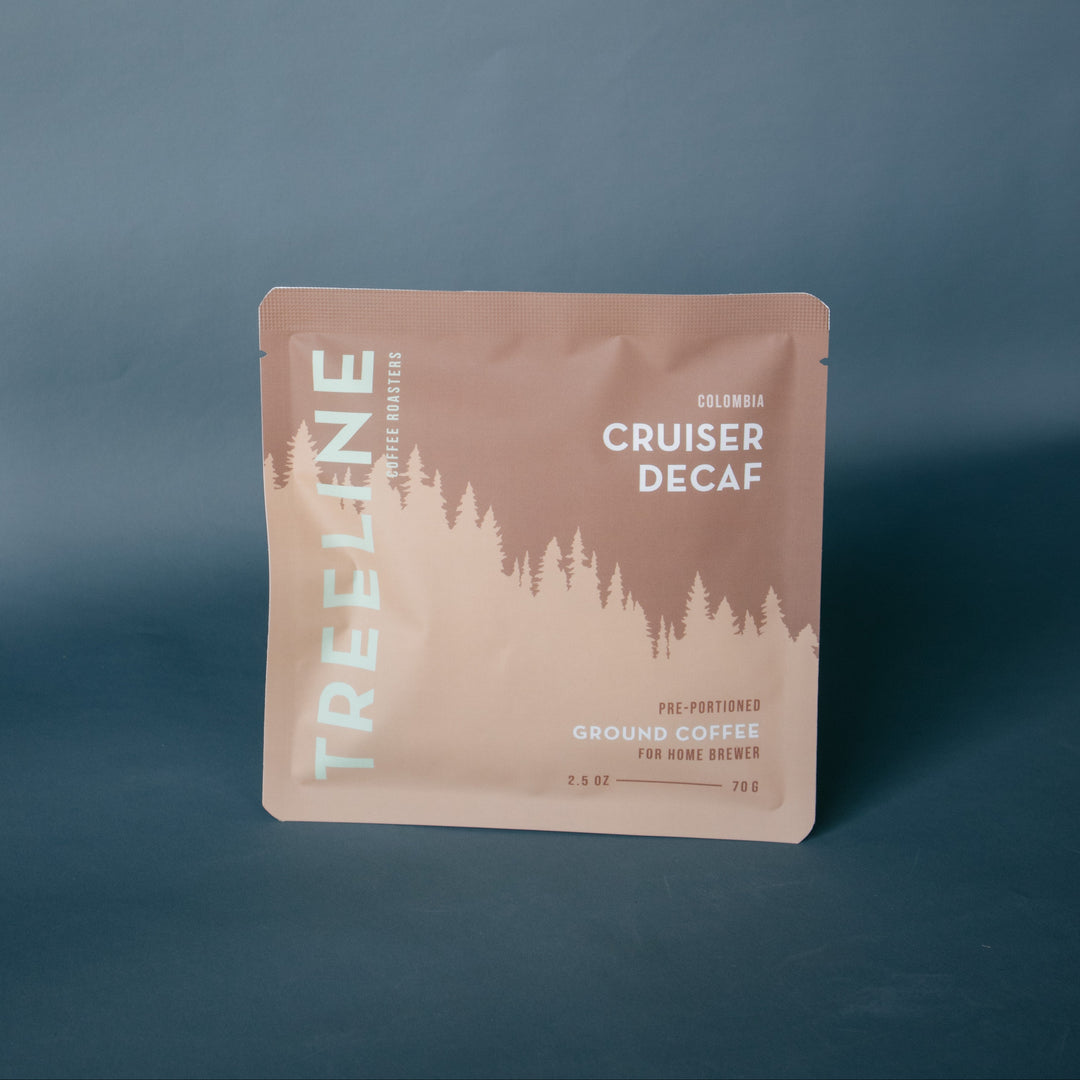 TREELINE
COFFEE ROASTERS
COLOMBIA
CRUISER
DECAF
PRE-PORTIONED
GROUND COFFEE
FOR HOME BREWER
2.5 OZ 70 G